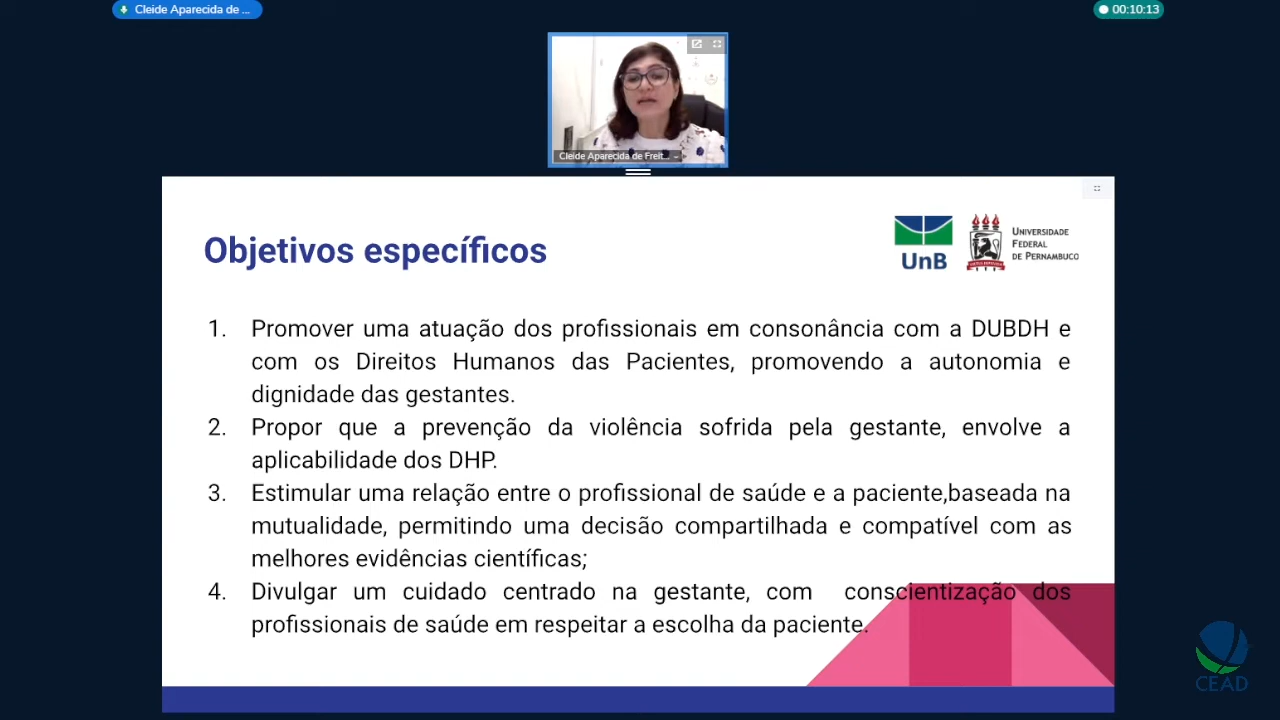 Cleide Aparecida de ...
00:10:13
Cleide Aparecida de Freit...
Objetivos específicos
UnB
UNIVERSIDADE
FEDERAL
DE PERNAMBUCO
1. Promover uma atuação dos profissionais em consonância com a DUBDH e
com os Direitos Humanos das Pacientes, promovendo a autonomia e
dignidade das gestantes.
2. Propor que a prevenção da violência sofrida pela gestante, envolve a
aplicabilidade dos DHP.
3. Estimular uma relação entre o profissional de saúde e a paciente,baseada na
mutualidade, permitindo uma decisão compartilhada e compatível com as
melhores evidências científicas;
4. Divulgar um cuidado centrado na gestante, com conscientização dos
profissionais de saúde em respeitar a escolha da paciente.
CEAD